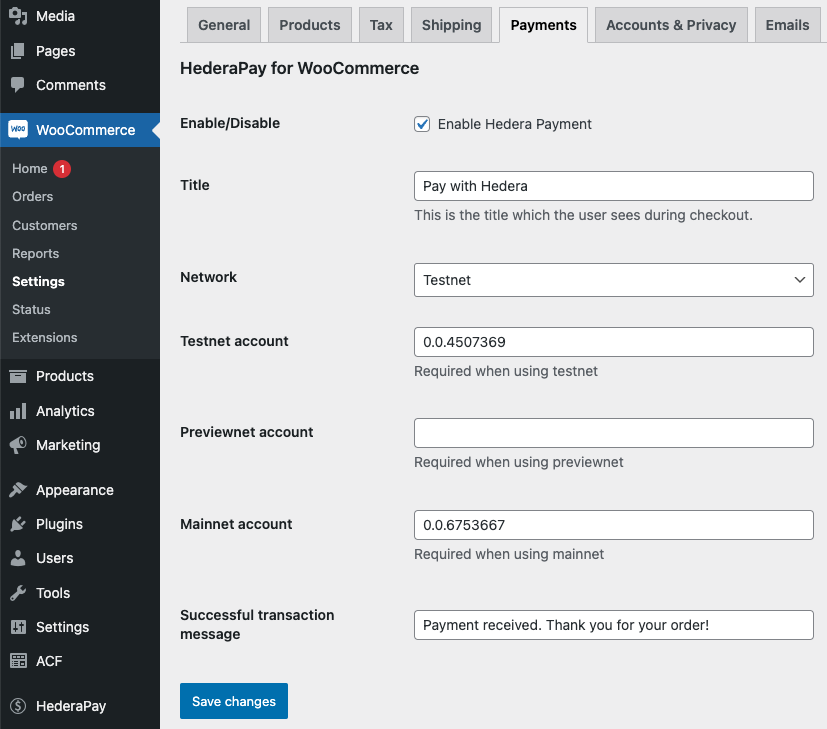 Media
Pages
Comments
WOO WooCommerce
Home 1
Orders
Customers
Reports
Settings
Status
Extensions
Products
Analytics
Marketing
Appearance
Plugins
Users
Tools
Settings
ACF
HederaPay
General Products Tax Shipping Payments Accounts & Privacy Emails
HederaPay for WooCommerce
Enable/Disable Enable Hedera Payment
Title Pay with Hedera
This is the title which the user sees during checkout.
Network Testnet
Testnet account 0.0.4507369
Required when using testnet
Previewnet account
Required when using previewnet
Mainnet account 0.0.6753667
Required when using mainnet
Successful transaction
message
Payment received. Thank you for your order!
Save changes